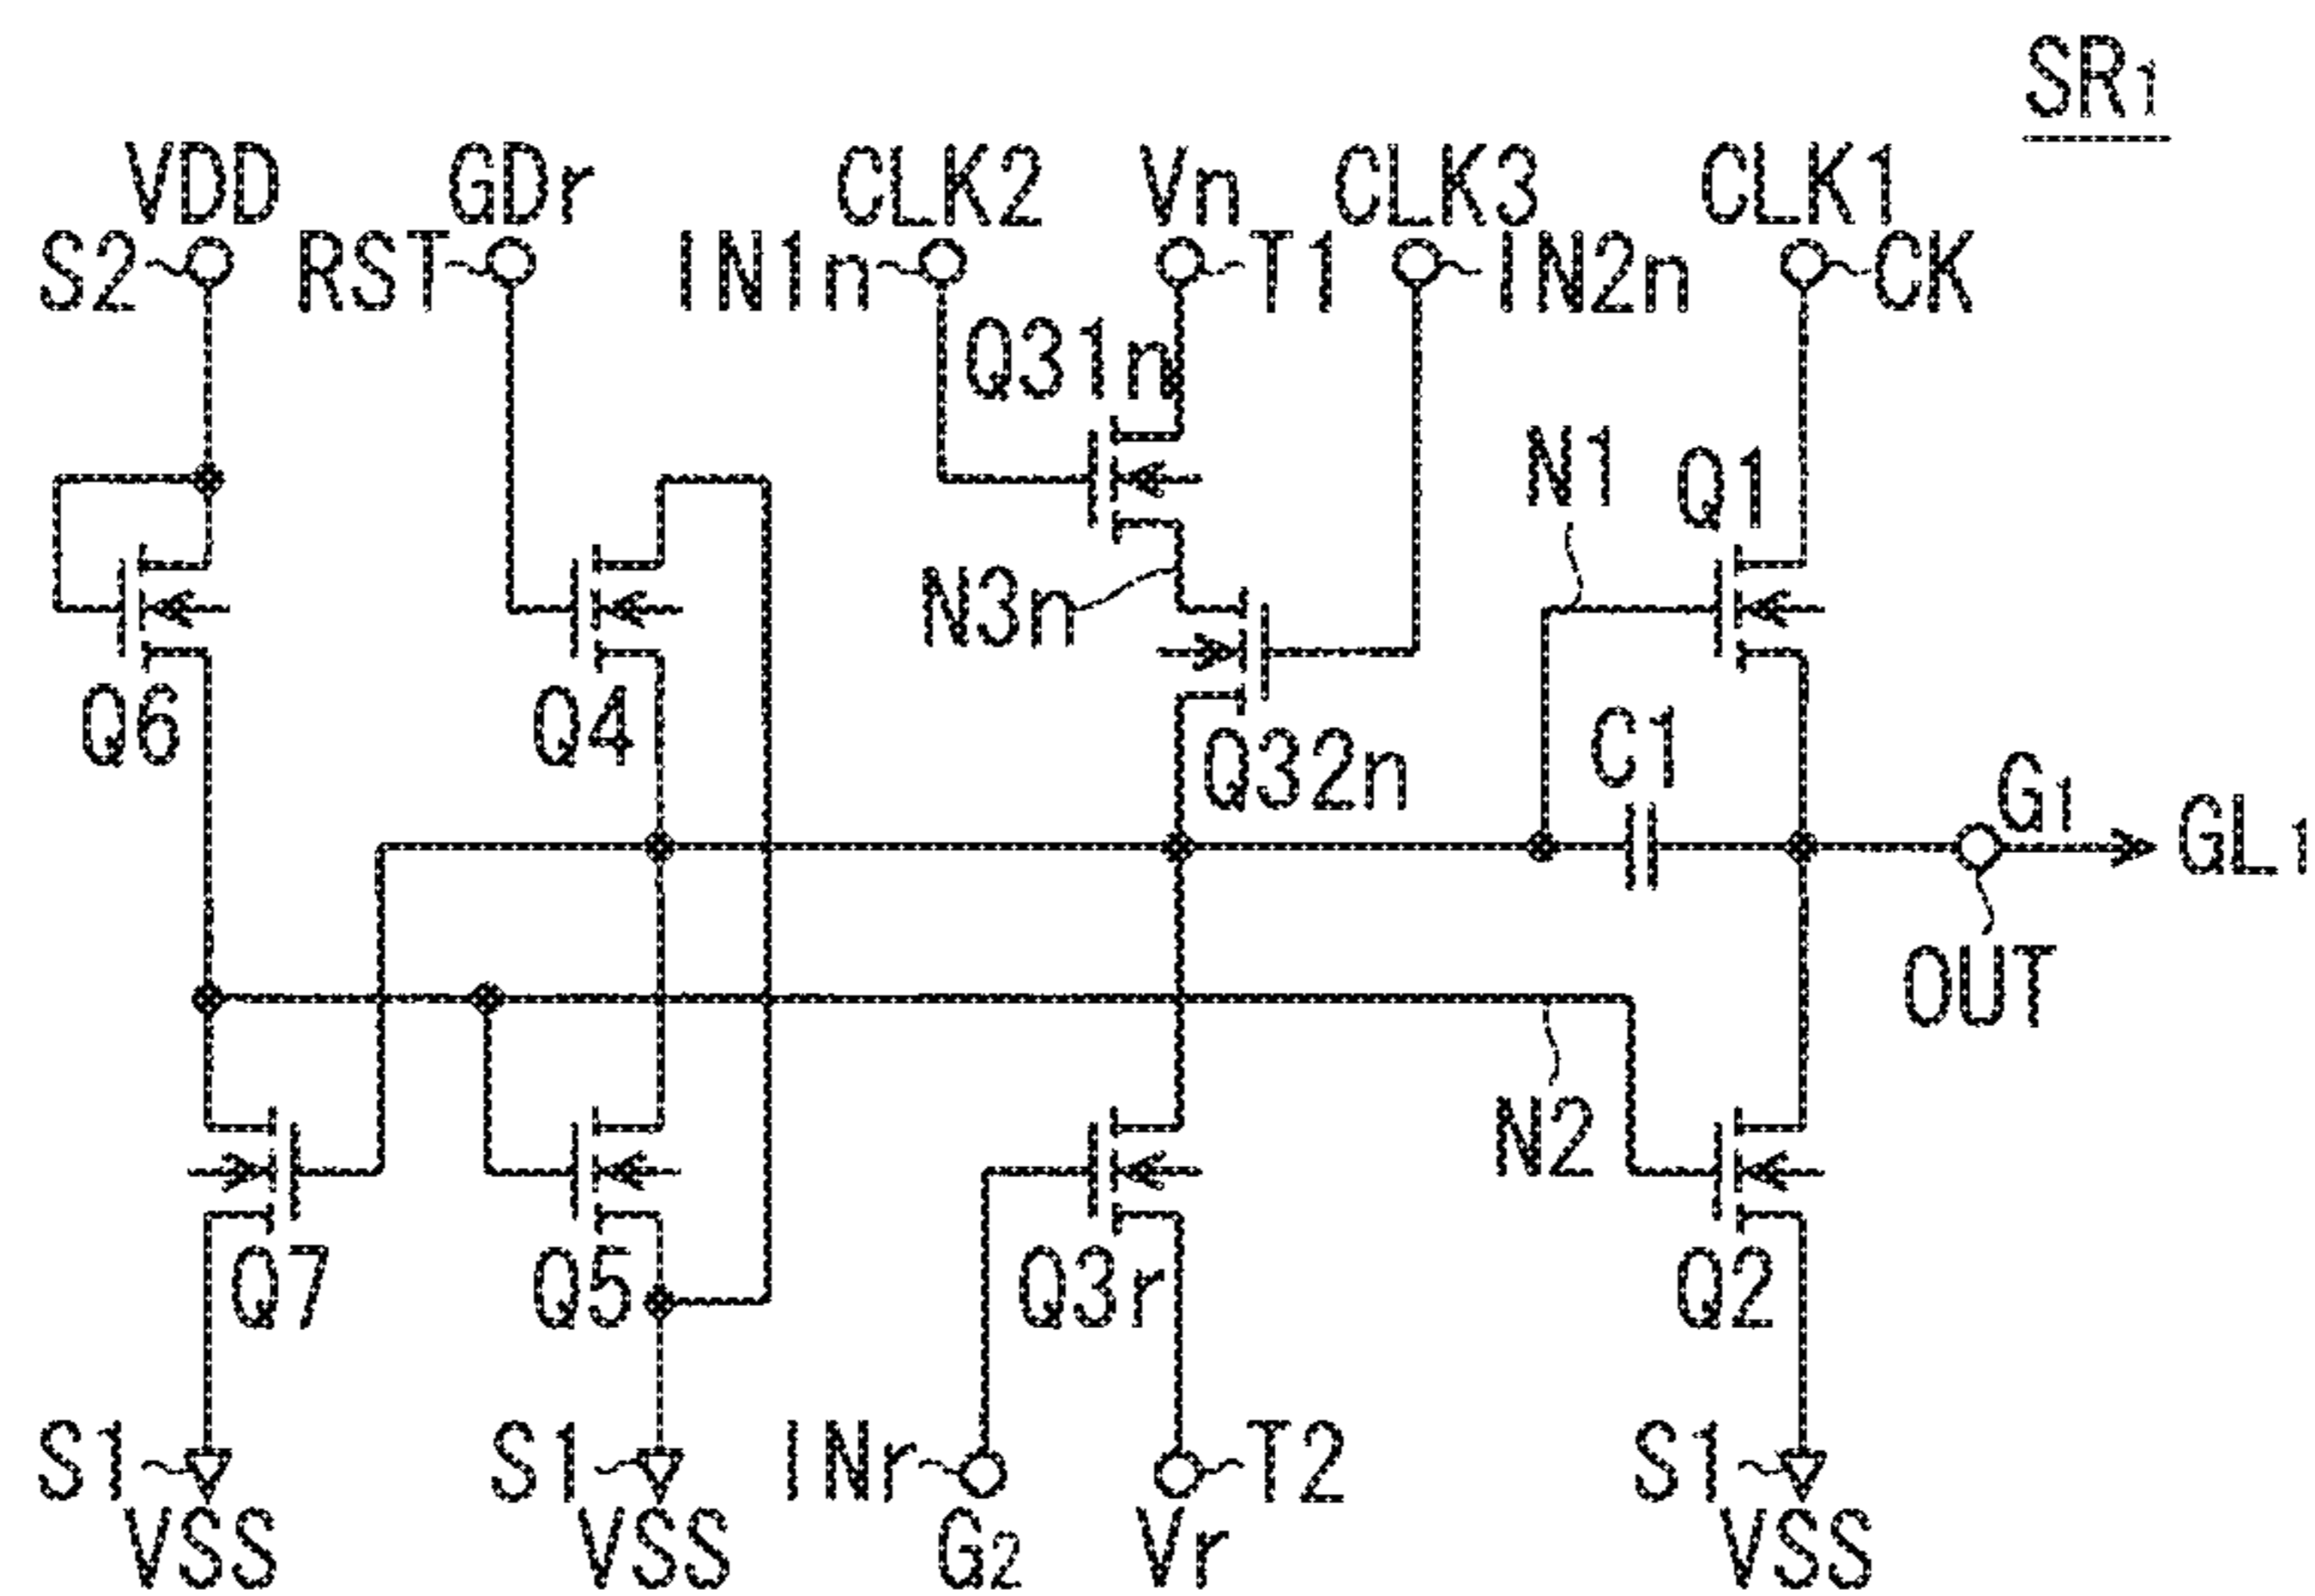 SR1
VDD GDr CLK2 Vn CLK3 CLK1
S2 RST IN1n T1 IN2n CK
Q31n
N1 Q1
N3n
Q6 Q4 Q32n C1
G1 GL1
OUT
N2
Q7 Q5 Q3r Q2
S1 S1 INr T2 S1
VSS VSS G2 Vr VSS